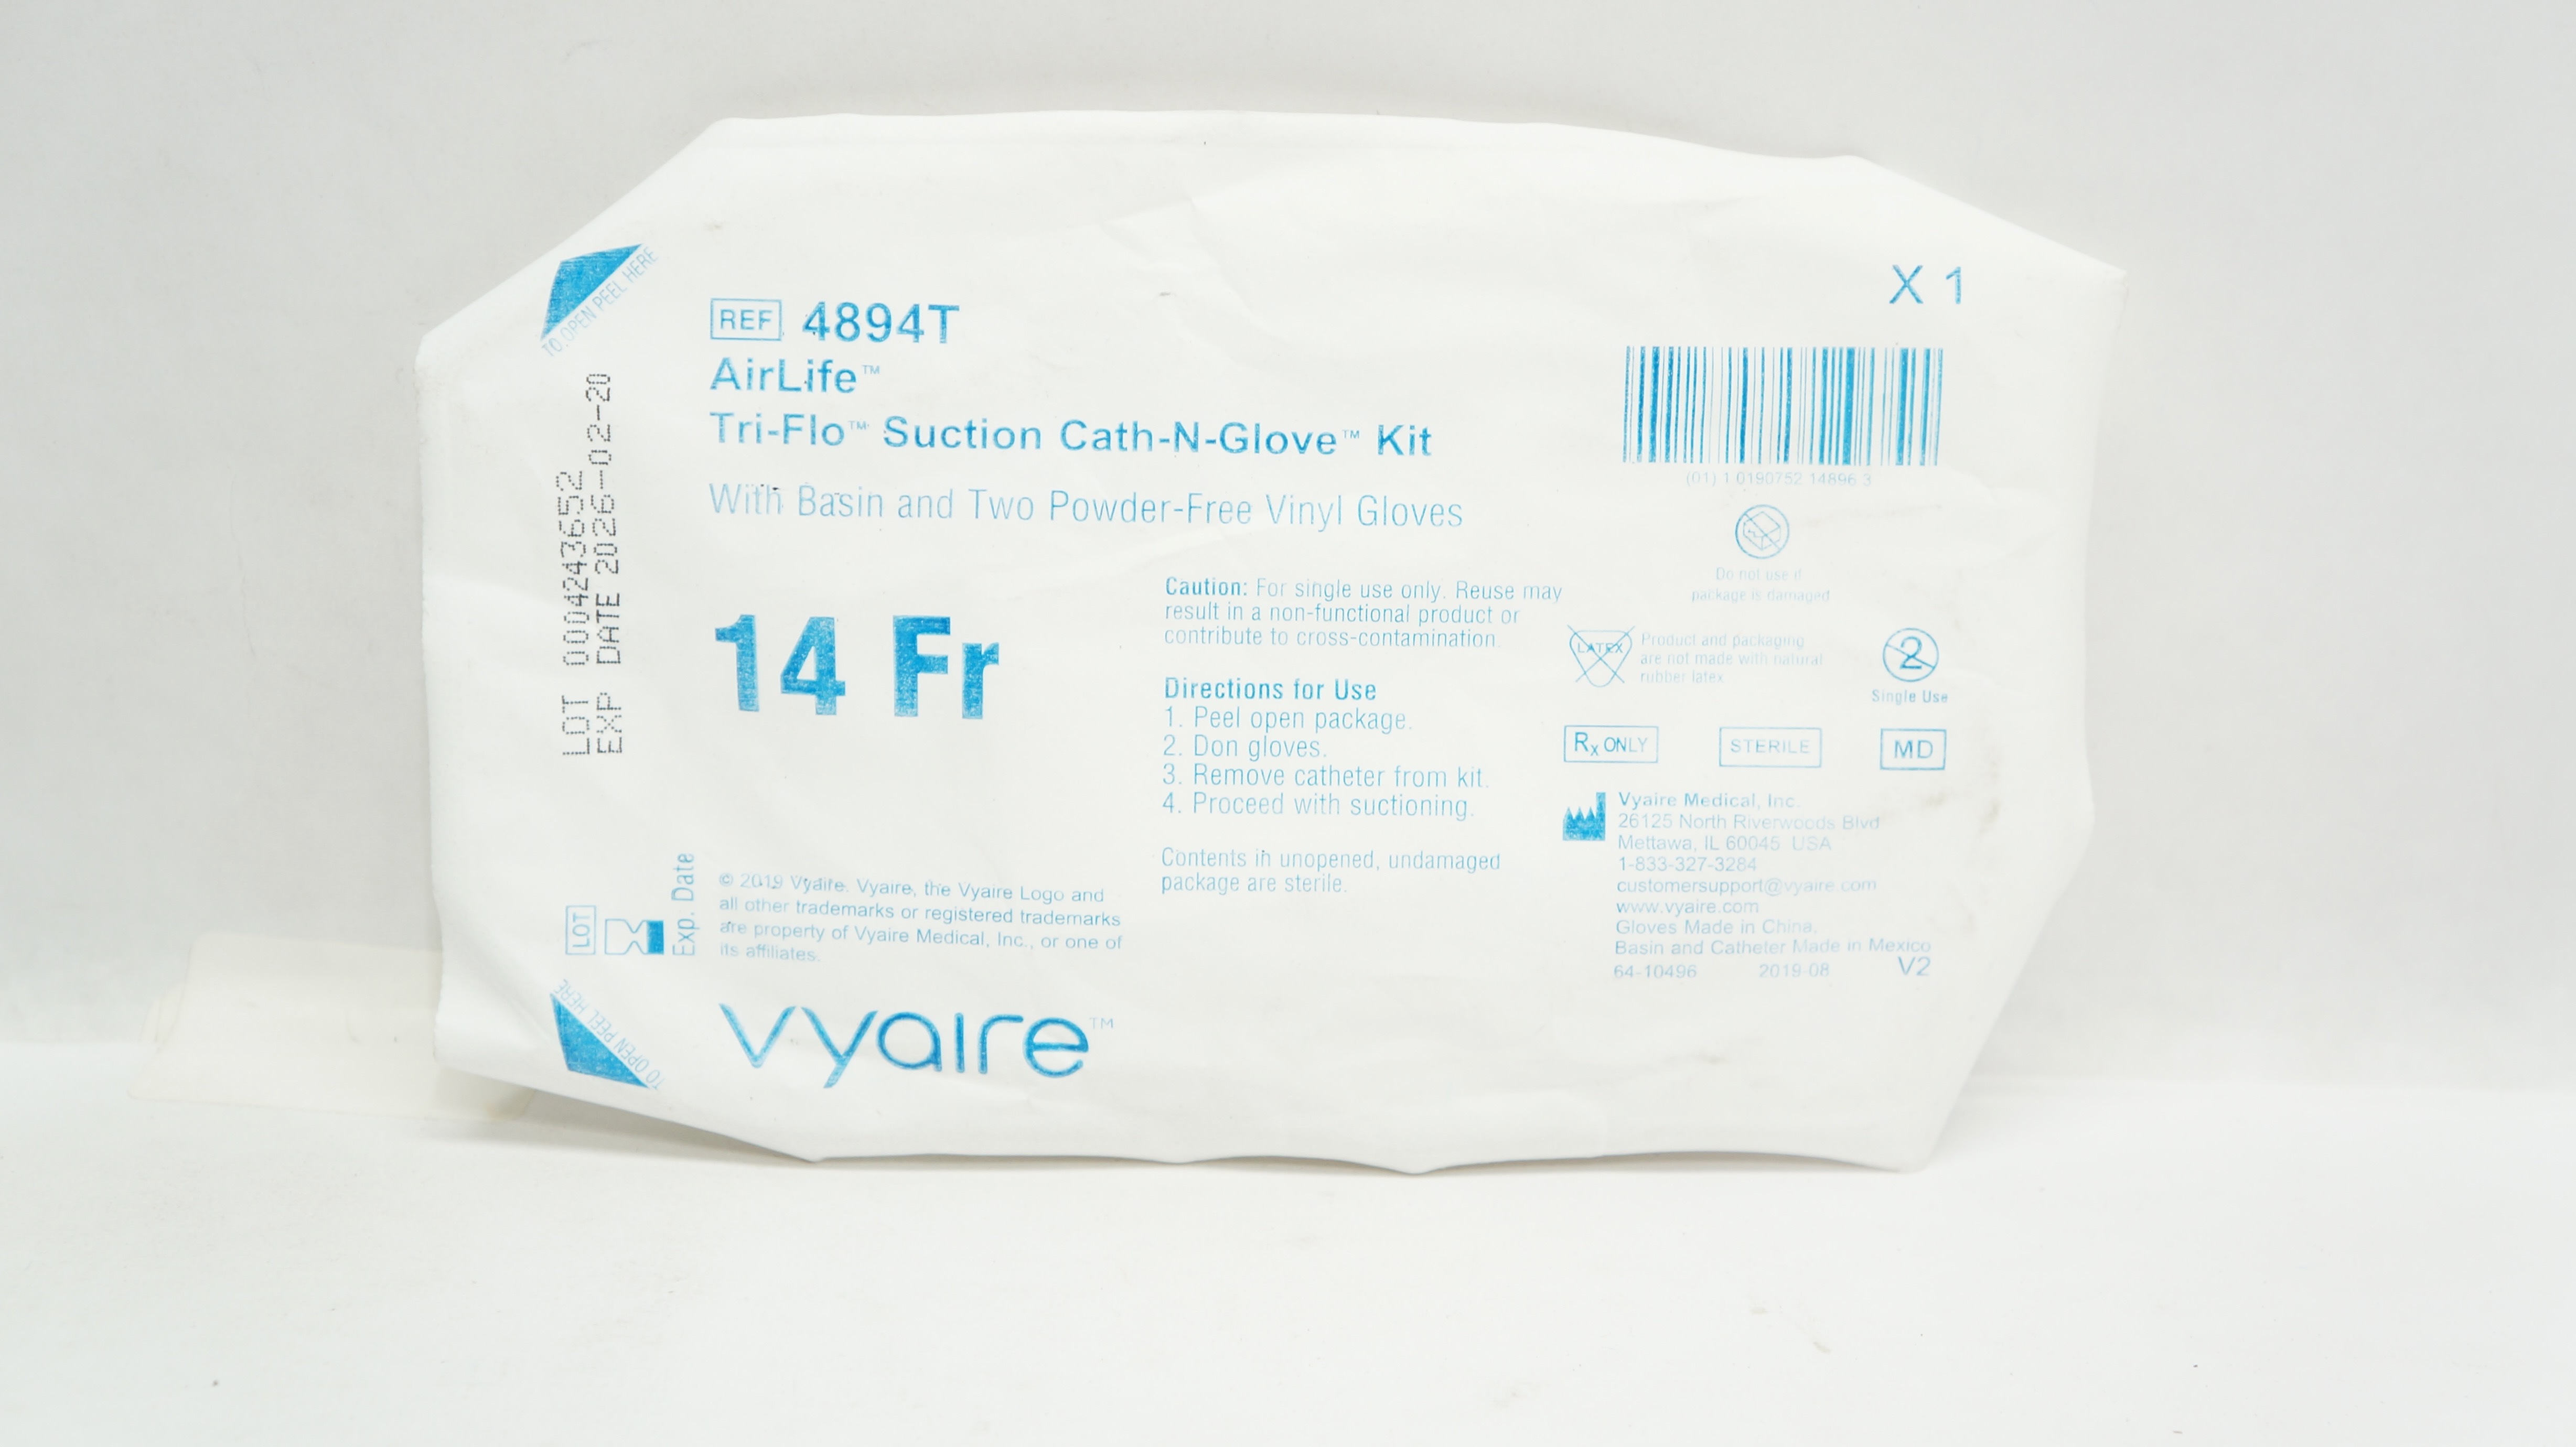 X 1
TO OPEN PEEL HERE
REF 4894T
AirLife™
Tri-Flo™ Suction Cath-N-Glove™ Kit
With Basin and Two Powder-Free Vinyl Gloves
(01) 1 0190752 14896 3
LOT 0004243652
EXP DATE 2026-02-20
14 Fr
Caution: For single use only. Reuse may
result in a non-functional product or
contribute to cross-contamination.
Directions for Use
1. Peel open package.
2. Don gloves.
3. Remove catheter from kit.
4. Proceed with suctioning.
Contents in unopened, undamaged
package are sterile.
Do not use if
package is damaged
LATEX
Product and packaging
are not made with natural
rubber latex
2
Single Use
Rx ONLY
STERILE
MD
Vyaire Medical, Inc.
26125 North Riverwoods Blvd
Mettawa, IL 60045 USA
1-833-327-3284
customersupport@vyaire.com
www.vyaire.com
Gloves Made in China.
Basin and Catheter Made in Mexico
64-10496 2019-08 V2
LOT
Exp. Date
© 2019 Vyaire. Vyaire, the Vyaire Logo and
all other trademarks or registered trademarks
are property of Vyaire Medical, Inc., or one of
its affiliates.
TO OPEN PEEL HERE
vyaire™